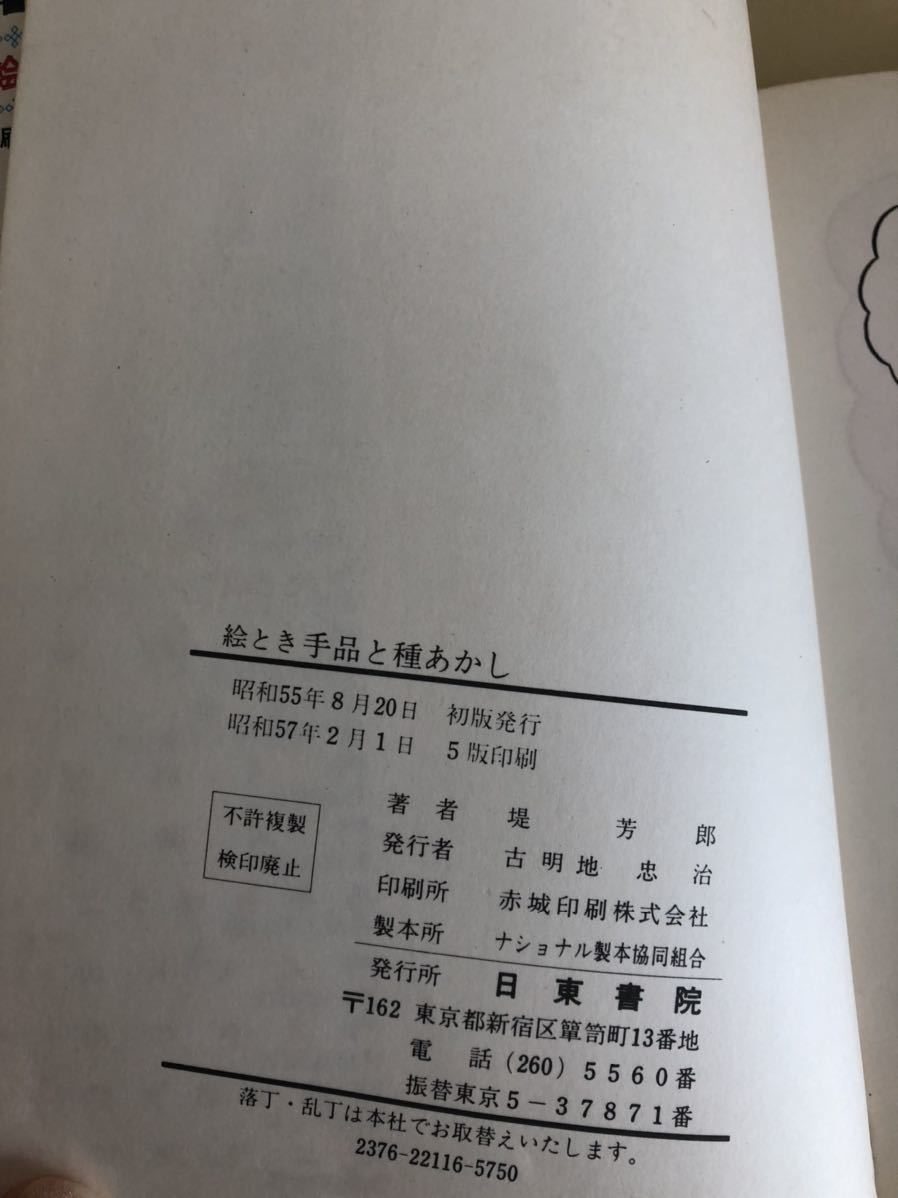 絵とき手品と種あかし
昭和55年8月20日 初版発行
昭和57年2月1日 5版印刷
不許複製
検印廃止
著者 堤芳郎
発行者 古明地忠治
印刷所 赤城印刷株式会社
製本所 ナショナル製本協同組合
発行所 日東書院
〒162 東京都新宿区簞笥町13番地
電話(260)5560番
振替東京5-37871番
落丁・乱丁は本社でお取替えいたします。
2376-22116-5750
絵